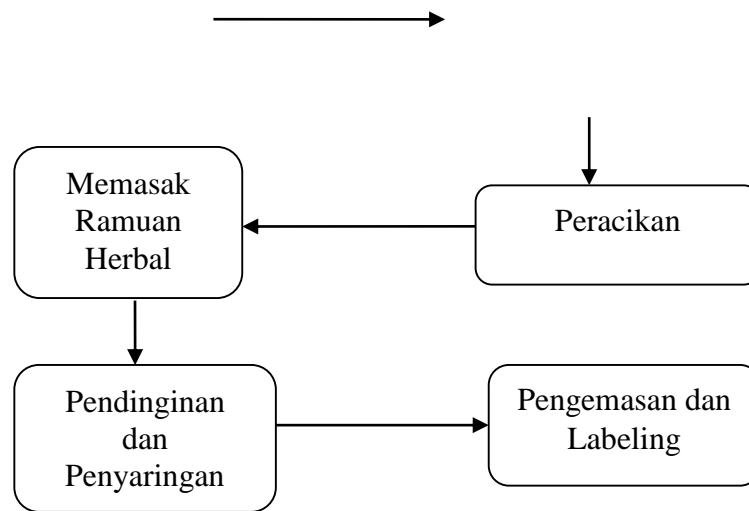 Memasak
Ramuan
Herbal
Peracikan
Pendinginan
dan
Penyaringan
Pengemasan dan
Labeling